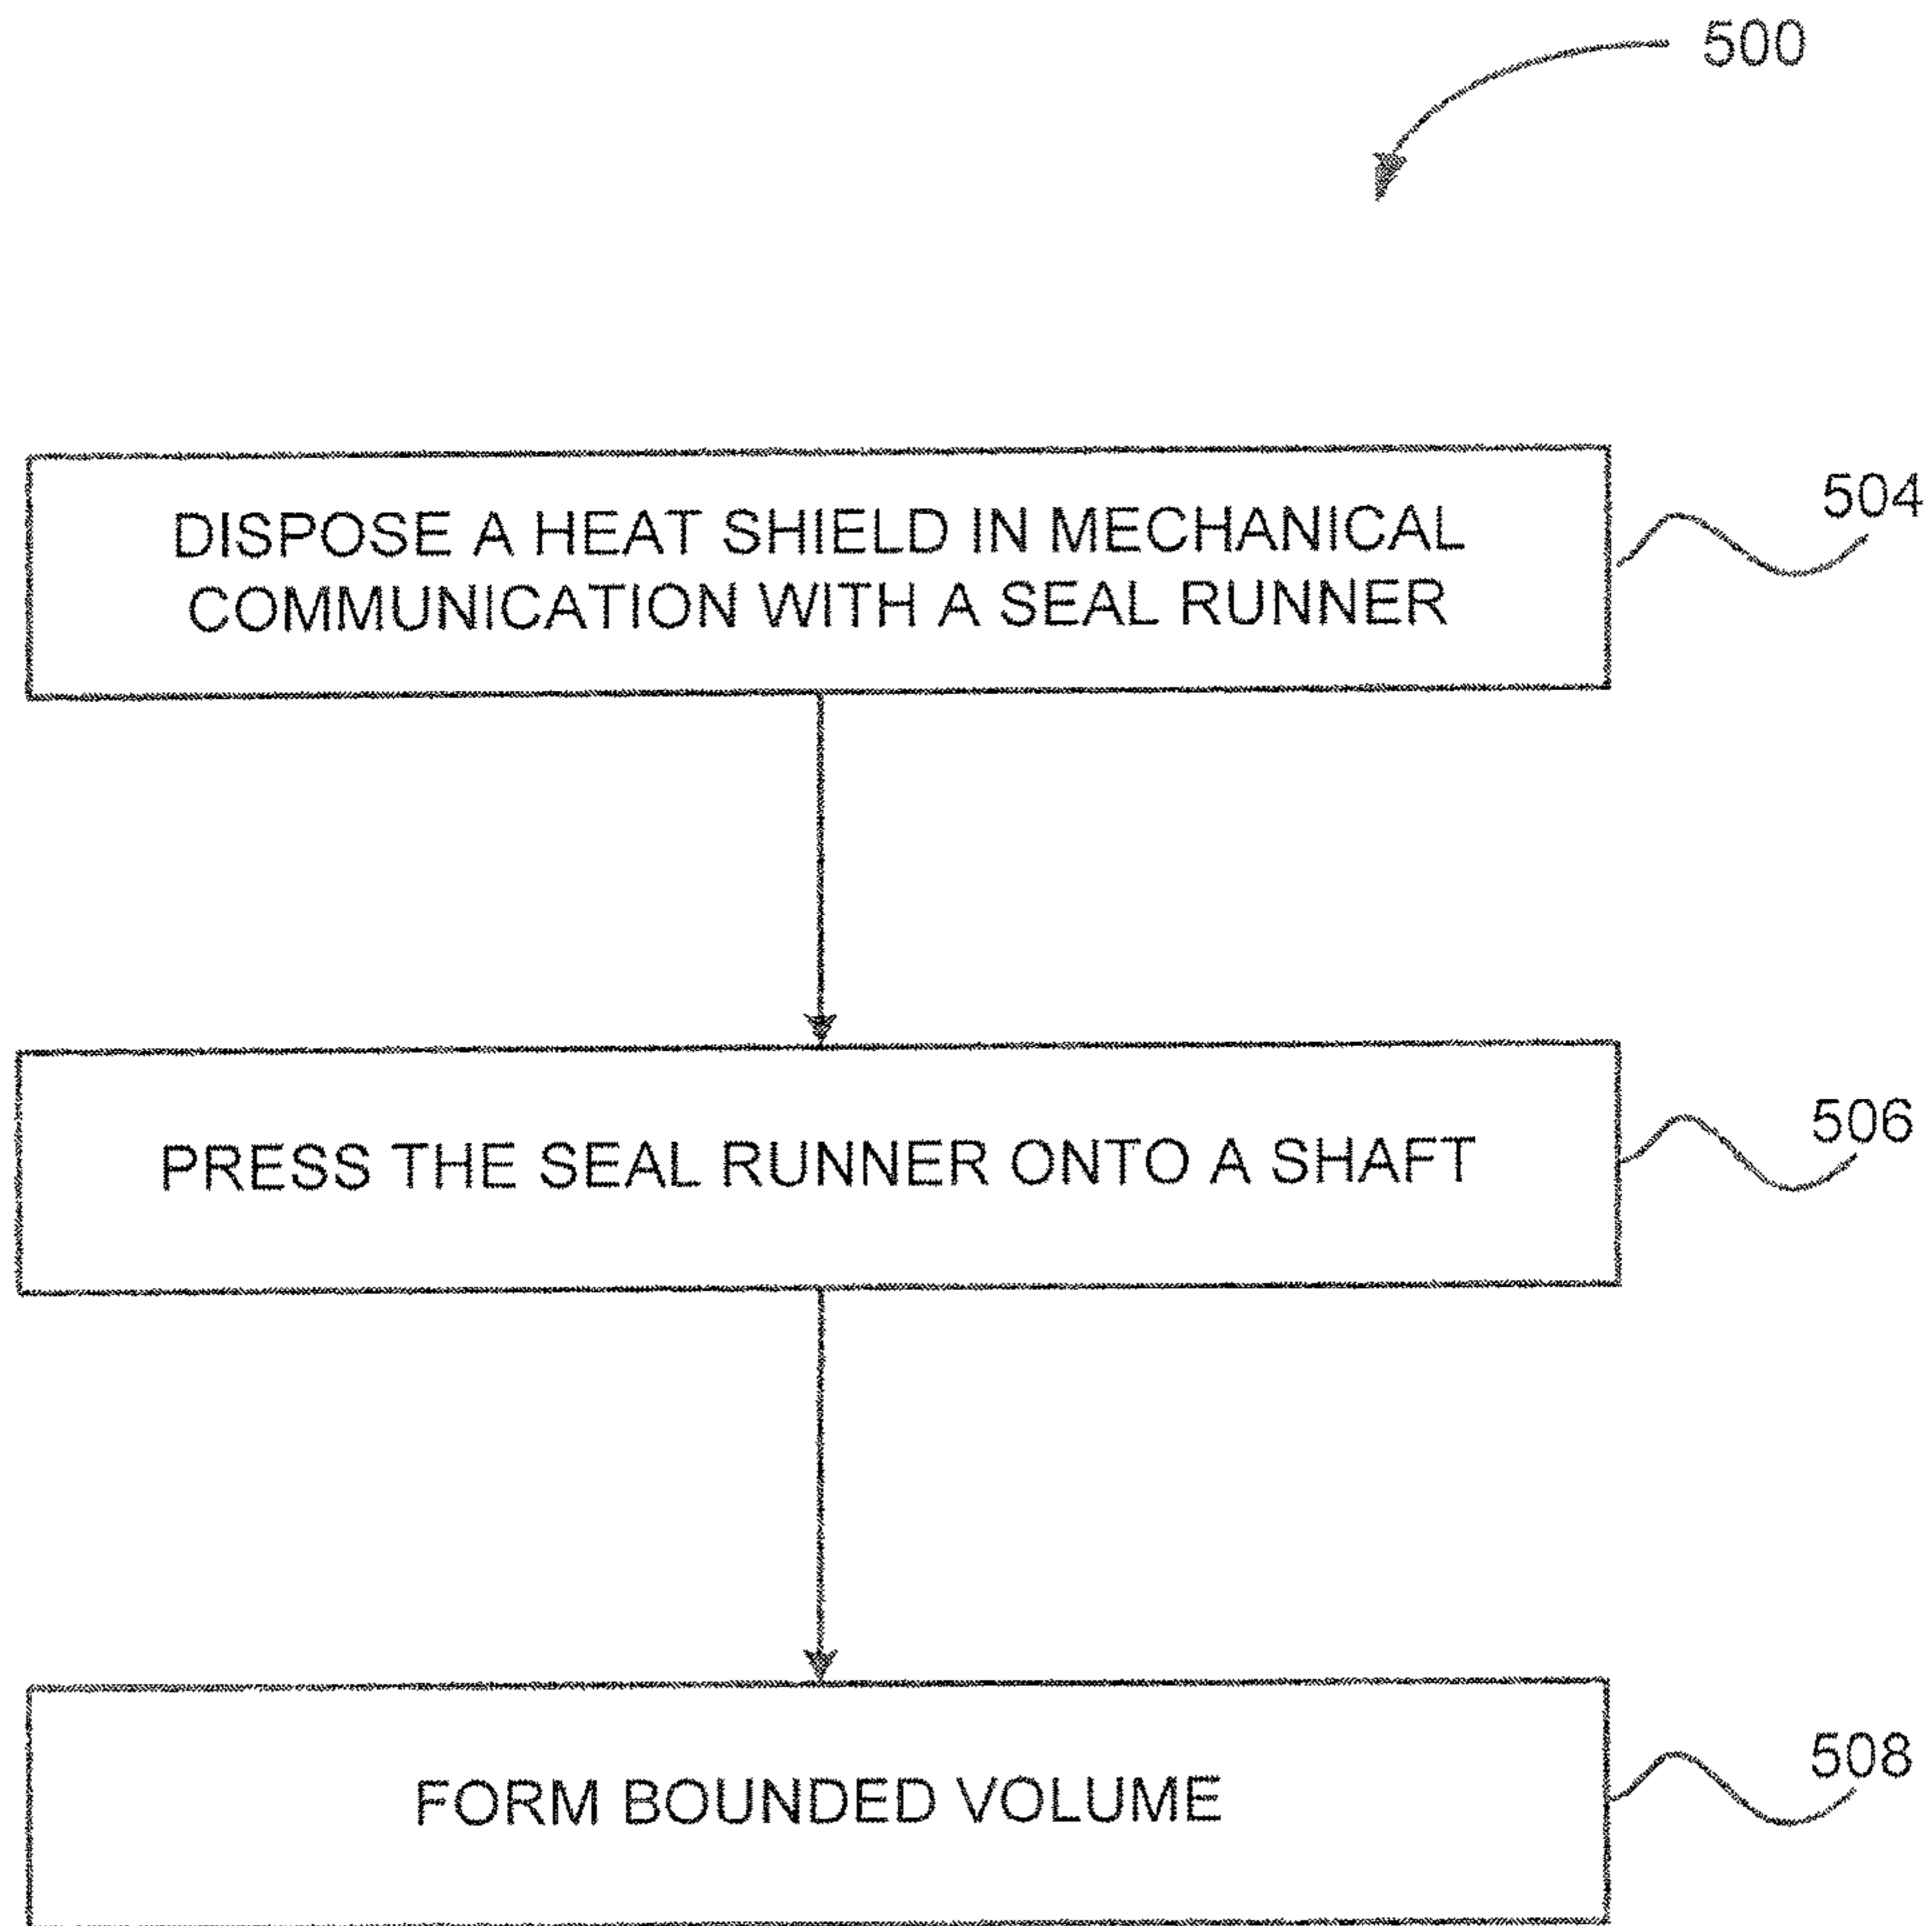 500
DISPOSE A HEAT SHIELD IN MECHANICAL
COMMUNICATION WITH A SEAL RUNNER
504
PRESS THE SEAL RUNNER ONTO A SHAFT
506
FORM BOUNDED VOLUME
508